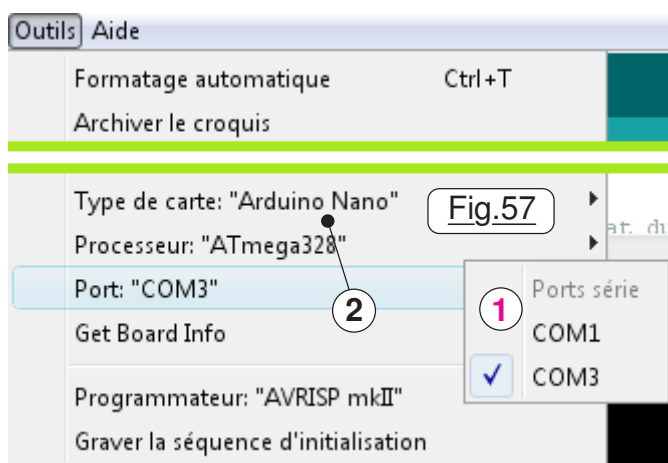 Outils Aide
Formatage automatique Ctrl+T
Archiver le croquis
Type de carte: "Arduino Nano"
Fig.57
Processeur: "ATmega328"
Port: "COM3"
Get Board Info
2
1
Ports série
COM1
COM3
Programmateur: "AVRISP mkII"
Graver la séquence d'initialisation